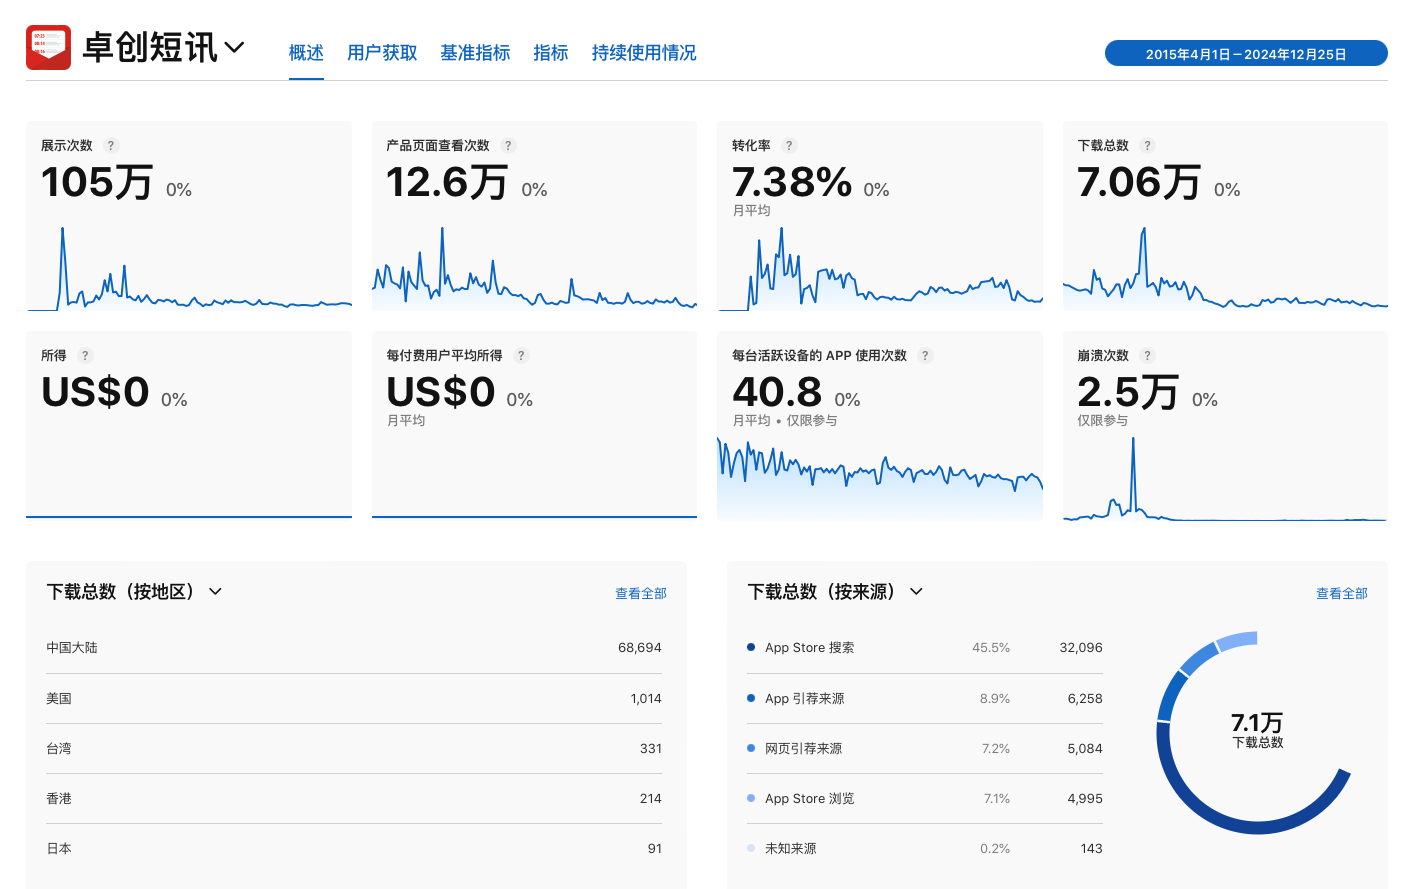 卓创短讯
概述 用户获取 基准指标 指标 持续使用情况
2015年4月1日 – 2024年12月25日
展示次数 ?
105万 0%
产品页面查看次数 ?
12.6万 0%
转化率 ?
7.38% 0%
月平均
下载总数 ?
7.06万 0%
所得 ?
US$0 0%
每付费用户平均所得 ?
US$0 0%
月平均
每台活跃设备的 APP 使用次数 ?
40.8 0%
月平均 • 仅限参与
崩溃次数 ?
2.5万 0%
仅限参与
下载总数（按地区）
查看全部
中国大陆 68,694
美国 1,014
台湾 331
香港 214
日本 91
下载总数（按来源）
查看全部
App Store 搜索 45.5% 32,096
App 引荐来源 8.9% 6,258
网页引荐来源 7.2% 5,084
App Store 浏览 7.1% 4,995
未知来源 0.2% 143
7.1万
下载总数